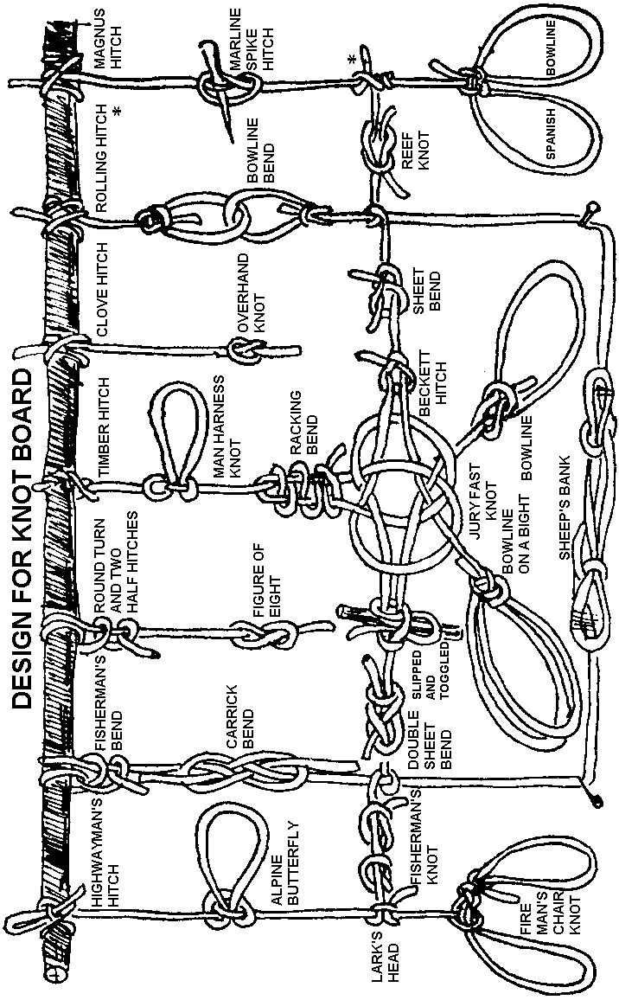 DESIGN FOR KNOT BOARD
HIGHWAYMAN'S
HITCH
FISHERMAN'S
BEND
ROUND TURN
AND TWO
HALF HITCHES
TIMBER HITCH
CLOVE HITCH
ROLLING HITCH
*
MAGNUS
HITCH
ALPINE
BUTTERFLY
CARRICK
BEND
FIGURE OF
EIGHT
MAN HARNESS
KNOT
RACKING
BEND
OVERHAND
KNOT
BOWLINE
BEND
MARLINE
SPIKE
HITCH
*
LARK'S
HEAD
FISHERMAN'S
KNOT
DOUBLE
SHEET
BEND
SLIPPED
AND
TOGGLED
BECKETT
HITCH
SHEET
BEND
REEF
KNOT
JURY FAST
KNOT
BOWLINE
ON A BIGHT
BOWLINE
FIRE
MAN'S
CHAIR
KNOT
SHEEP'S BANK
SPANISH
BOWLINE